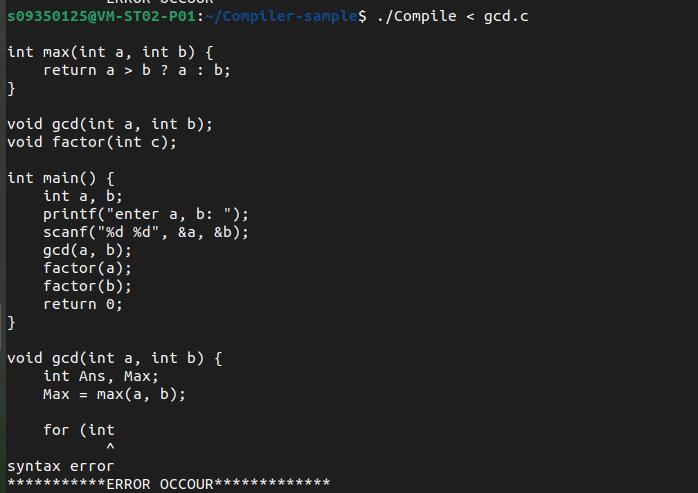 ERROR OCCOUR
s09350125@VM-ST02-P01:~/Compiler-sample$ ./Compile < gcd.c
int max(int a, int b) {
    return a > b ? a : b;
}
void gcd(int a, int b);
void factor(int c);
int main() {
    int a, b;
    printf("enter a, b: ");
    scanf("%d %d", &a, &b);
    gcd(a, b);
    factor(a);
    factor(b);
    return 0;
}
void gcd(int a, int b) {
    int Ans, Max;
    Max = max(a, b);
    for (int
           ^
syntax error
***********ERROR OCCOUR*************